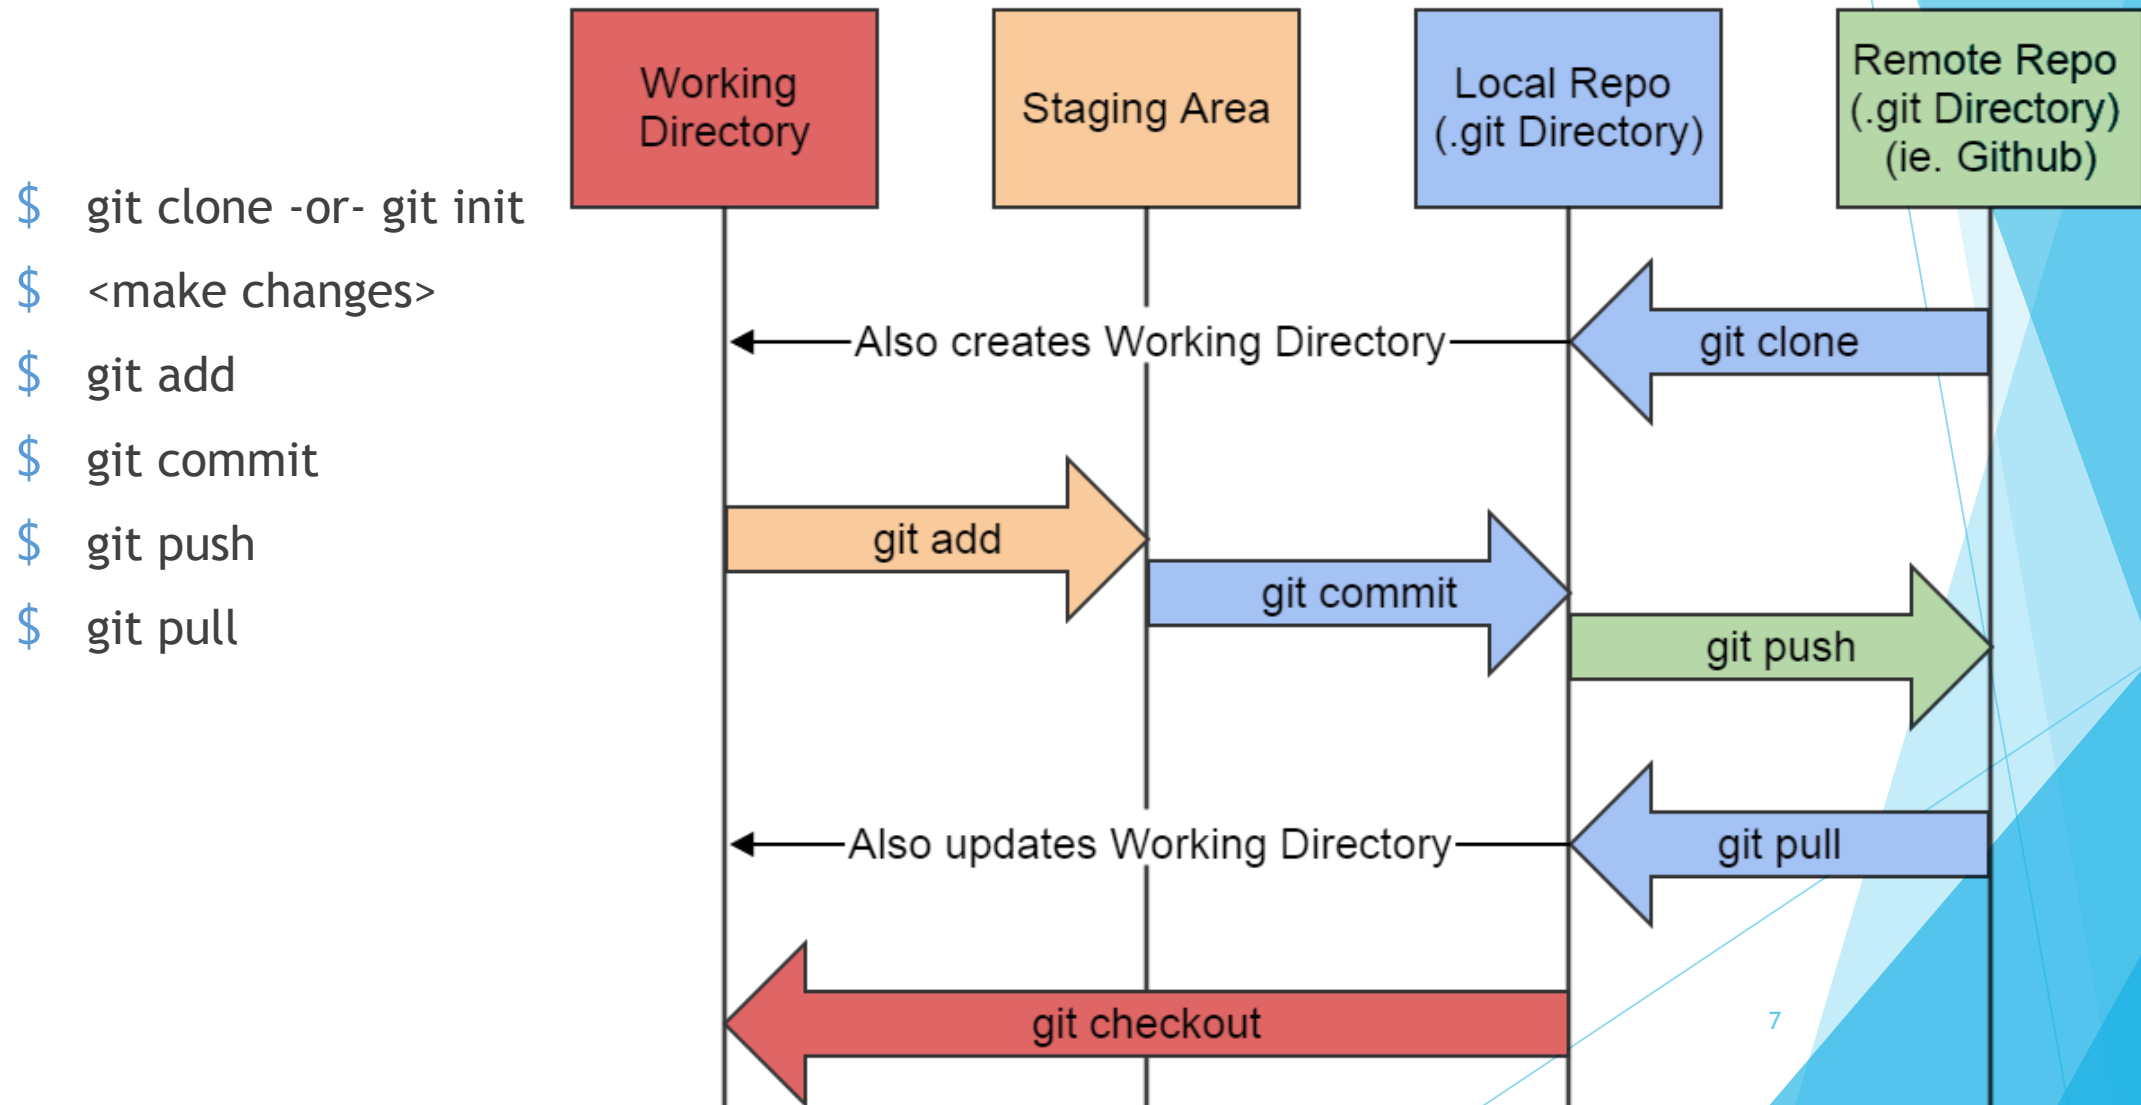 $ git clone -or- git init
$ <make changes>
$ git add
$ git commit
$ git push
$ git pull
Working
Directory
Staging Area
Local Repo
(.git Directory)
Remote Repo
(.git Directory)
(ie. Github)
Also creates Working Directory
git clone
git add
git commit
git push
Also updates Working Directory
git pull
git checkout
7